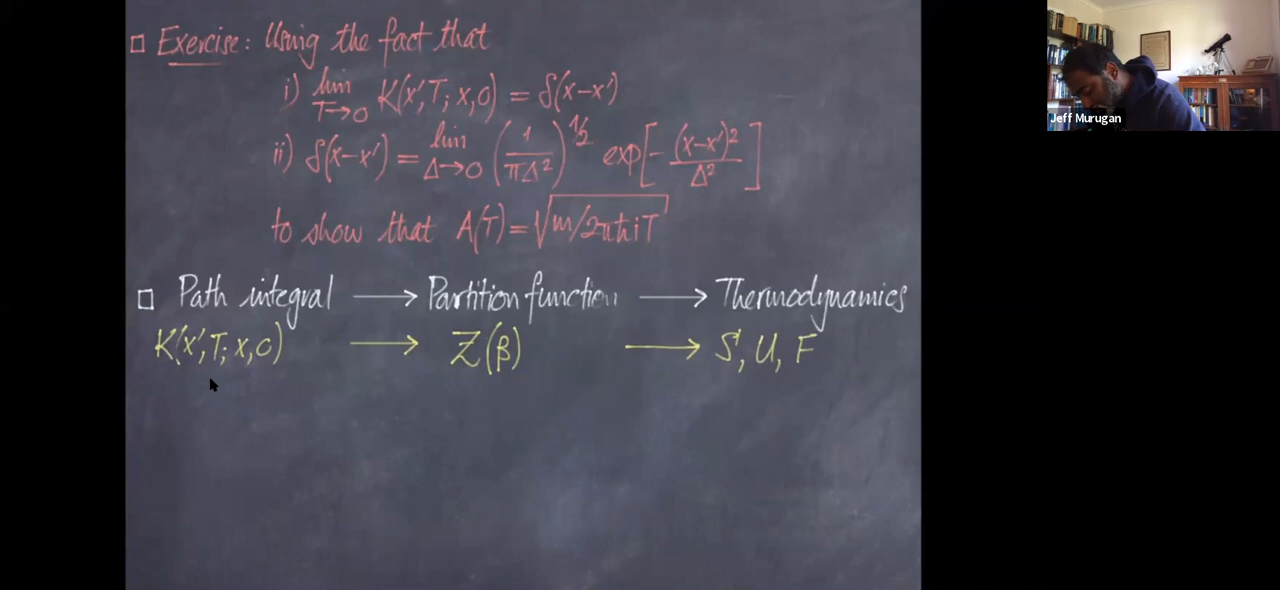 □ Exercise: Using the fact that
i) lim T→0 K(x',T; x,0) = δ(x-x')
ii) δ(x-x') = lim Δ→0 (1/πΔ²)^1/2 exp[-(x-x')²/Δ²]
to show that A(T) = √m/2πħiT
□ Path integral → Partition function → Thermodynamics
K(x',T; x,0) → Z(β) → S, U, F
Jeff Murugan